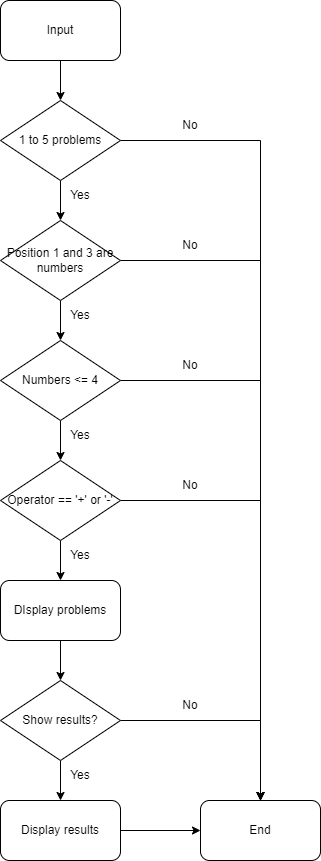 Input
1 to 5 problems
No
Yes
Position 1 and 3 are
numbers
No
Yes
Numbers <= 4
No
Yes
Operator == '+' or '-'
No
Yes
DIsplay problems
Show results?
No
Yes
Display results
End